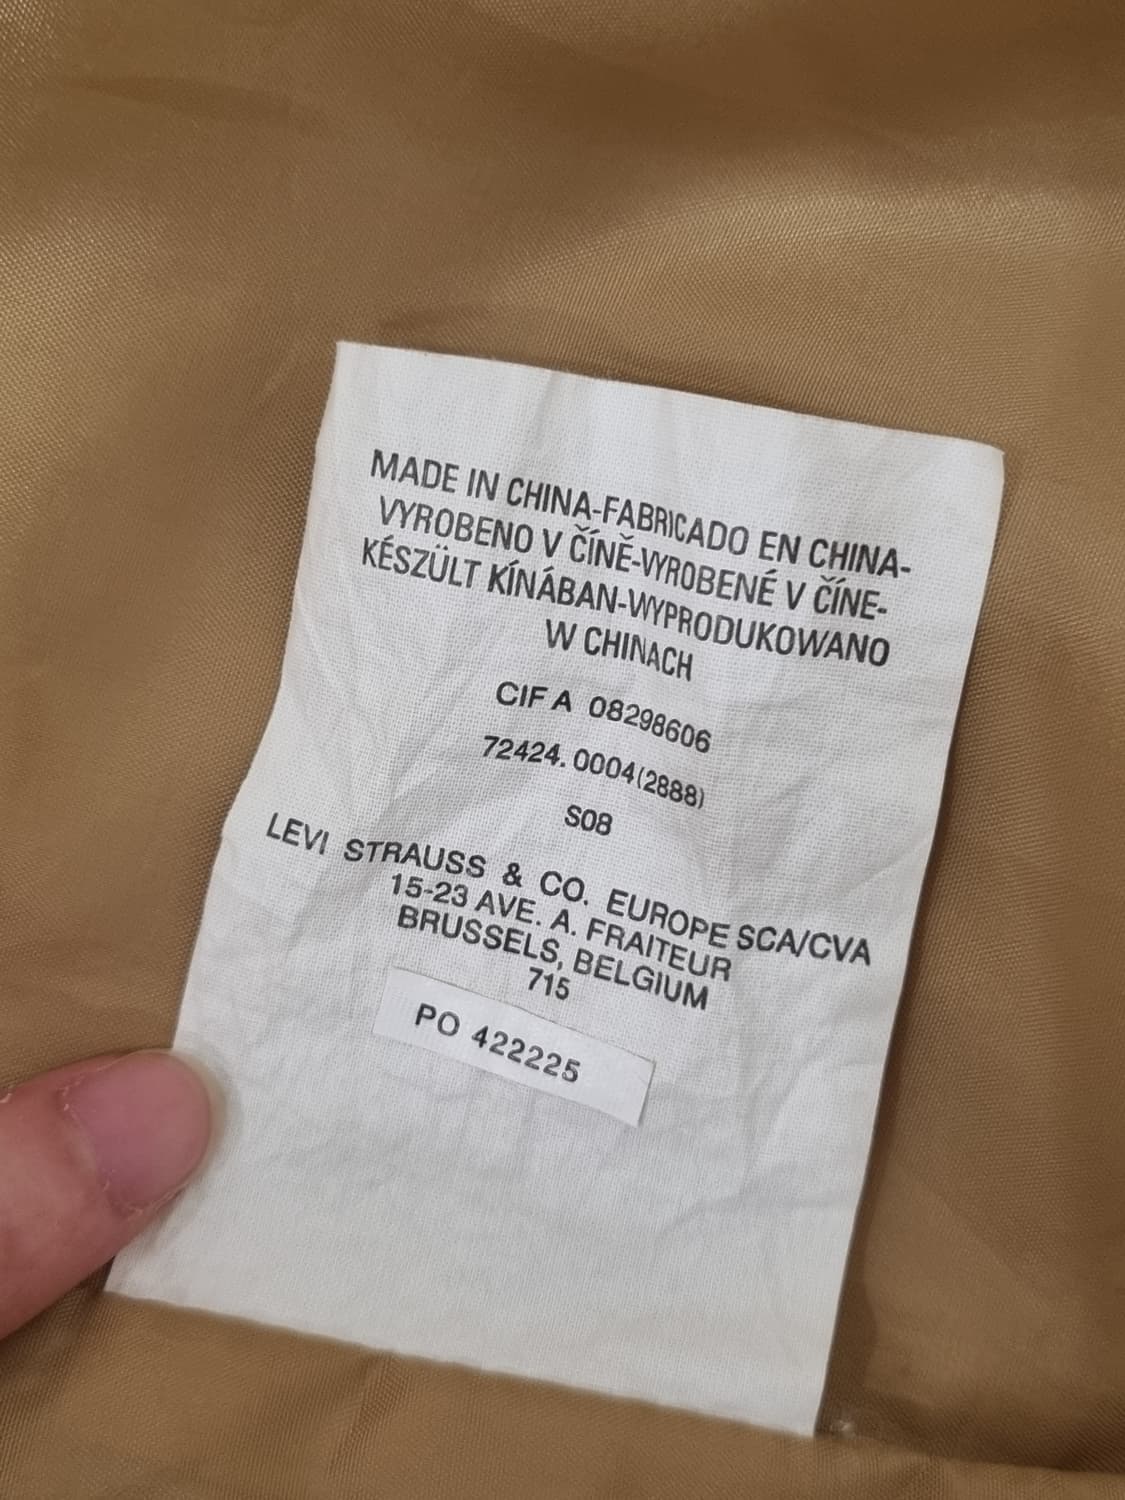 MADE IN CHINA-FABRICADO EN CHINA-
VYROBENO V ČÍNĚ-VYROBENÉ V ČÍNE-
KÉSZÜLT KÍNÁBAN-WYPRODUKOWANO
W CHINACH
CIF A 08298606
72424.0004(2888)
S08
LEVI STRAUSS & CO. EUROPE SCA/CVA
15-23 AVE. A. FRAITEUR
BRUSSELS, BELGIUM
715
PO 422225